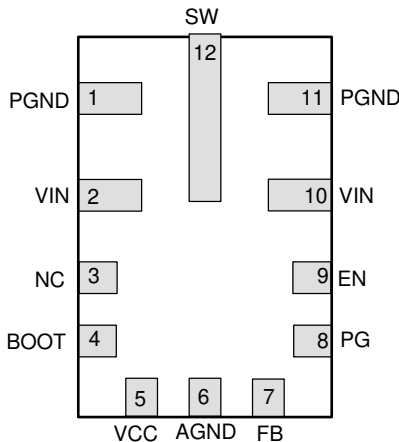 SW
12
PGND 1 11 PGND
VIN 2 10 VIN
NC 3 9 EN
BOOT 4 8 PG
5 6 7
VCC AGND FB